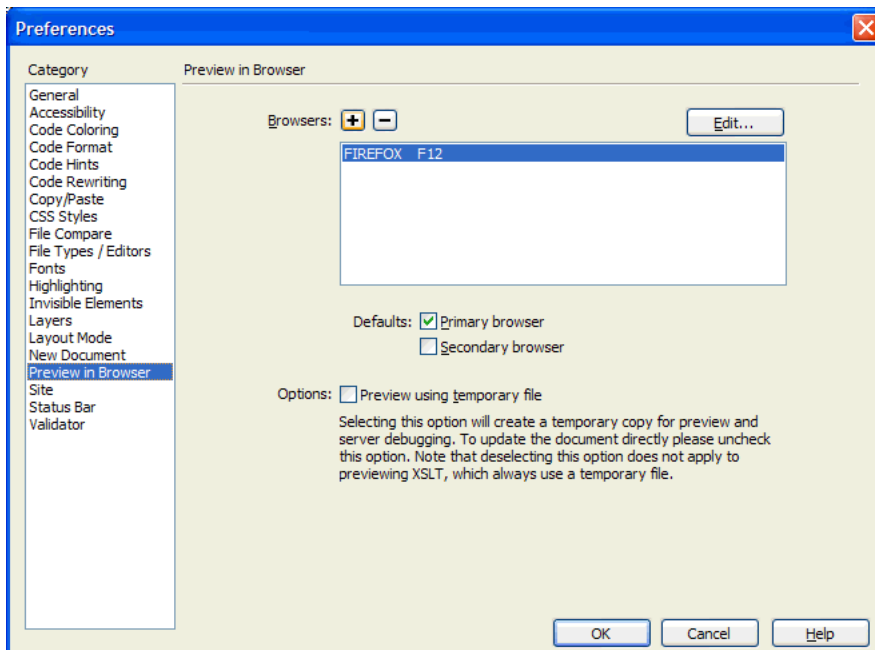 Preferences
Category
Preview in Browser
General
Accessibility
Code Coloring
Code Format
Code Hints
Code Rewriting
Copy/Paste
CSS Styles
File Compare
File Types / Editors
Fonts
Highlighting
Invisible Elements
Layers
Layout Mode
New Document
Preview in Browser
Site
Status Bar
Validator
Browsers:
Edit...
FIREFOX F12
Defaults: Primary browser
Secondary browser
Options: Preview using temporary file
Selecting this option will create a temporary copy for preview and
server debugging. To update the document directly please uncheck
this option. Note that deselecting this option does not apply to
previewing XSLT, which always use a temporary file.
OK Cancel Help